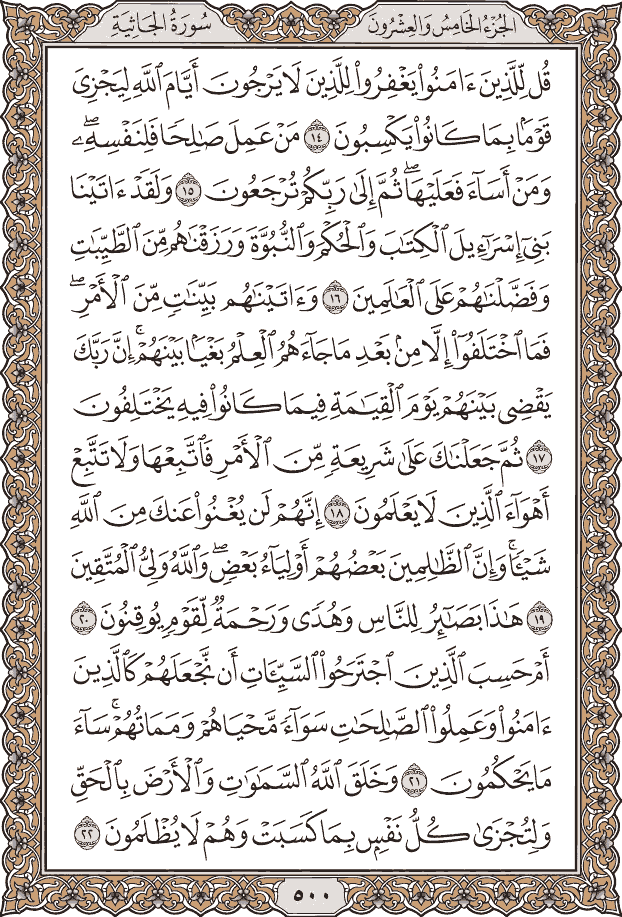 سُورَةُ الجَاثِيَةِ
الجُزْءُ الخَامِسُ وَالعِشْرُونَ
قُل لِّلَّذِينَ ءَامَنُواْ يَغْفِرُواْ لِلَّذِينَ لَا يَرْجُونَ أَيَّامَ ٱللَّهِ لِيَجْزِىَ
قَوْمًۢا بِمَا كَانُواْ يَكْسِبُونَ ١٤ مَنْ عَمِلَ صَٰلِحًا فَلِنَفْسِهِۦۖ
وَمَنْ أَسَآءَ فَعَلَيْهَاۖ ثُمَّ إِلَىٰ رَبِّكُمْ تُرْجَعُونَ ١٥ وَلَقَدْ ءَاتَيْنَا
بَنِىٓ إِسْرَٰٓءِيلَ ٱلْكِتَٰبَ وَٱلْحُكْمَ وَٱلنُّبُوَّةَ وَرَزَقْنَٰهُم مِّنَ ٱلطَّيِّبَٰتِ
وَفَضَّلْنَٰهُمْ عَلَى ٱلْعَٰلَمِينَ ١٦ وَءَاتَيْنَٰهُم بَيِّنَٰتٍ مِّنَ ٱلْأَمْرِۖ
فَمَا ٱخْتَلَفُوٓاْ إِلَّا مِنۢ بَعْدِ مَا جَآءَهُمُ ٱلْعِلْمُ بَغْيًۢا بَيْنَهُمْۚ إِنَّ رَبَّكَ
يَقْضِى بَيْنَهُمْ يَوْمَ ٱلْقِيَٰمَةِ فِيمَا كَانُواْ فِيهِ يَخْتَلِفُونَ
١٧ ثُمَّ جَعَلْنَٰكَ عَلَىٰ شَرِيعَةٍ مِّنَ ٱلْأَمْرِ فَٱتَّبِعْهَا وَلَا تَتَّبِعْ
أَهْوَآءَ ٱلَّذِينَ لَا يَعْلَمُونَ ١٨ إِنَّهُمْ لَن يُغْنُواْ عَنكَ مِنَ ٱللَّهِ
شَيْـًٔاۚ وَإِنَّ ٱلظَّٰلِمِينَ بَعْضُهُمْ أَوْلِيَآءُ بَعْضٍۖ وَٱللَّهُ وَلِىُّ ٱلْمُتَّقِينَ
١٩ هَٰذَا بَصَٰٓئِرُ لِلنَّاسِ وَهُدًى وَرَحْمَةٌ لِّقَوْمٍ يُوقِنُونَ ٢٠
أَمْ حَسِبَ ٱلَّذِينَ ٱجْتَرَحُواْ ٱلسَّيِّـَٔاتِ أَن نَّجْعَلَهُمْ كَٱلَّذِينَ
ءَامَنُواْ وَعَمِلُواْ ٱلصَّٰلِحَٰتِ سَوَآءً مَّحْيَاهُمْ وَمَمَاتُهُمْۚ سَآءَ
مَا يَحْكُمُونَ ٢١ وَخَلَقَ ٱللَّهُ ٱلسَّمَٰوَٰتِ وَٱلْأَرْضَ بِٱلْحَقِّ
وَلِتُجْزَىٰ كُلُّ نَفْسٍۭ بِمَا كَسَبَتْ وَهُمْ لَا يُظْلَمُونَ ٢٢
٥٠٠